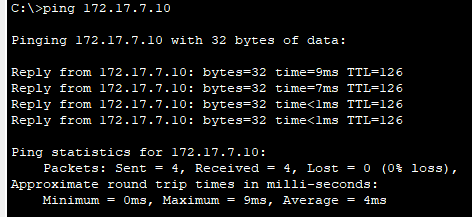 C:\>ping 172.17.7.10
Pinging 172.17.7.10 with 32 bytes of data:
Reply from 172.17.7.10: bytes=32 time=9ms TTL=126
Reply from 172.17.7.10: bytes=32 time=7ms TTL=126
Reply from 172.17.7.10: bytes=32 time<1ms TTL=126
Reply from 172.17.7.10: bytes=32 time<1ms TTL=126
Ping statistics for 172.17.7.10:
Packets: Sent = 4, Received = 4, Lost = 0 (0% loss),
Approximate round trip times in milli-seconds:
Minimum = 0ms, Maximum = 9ms, Average = 4ms